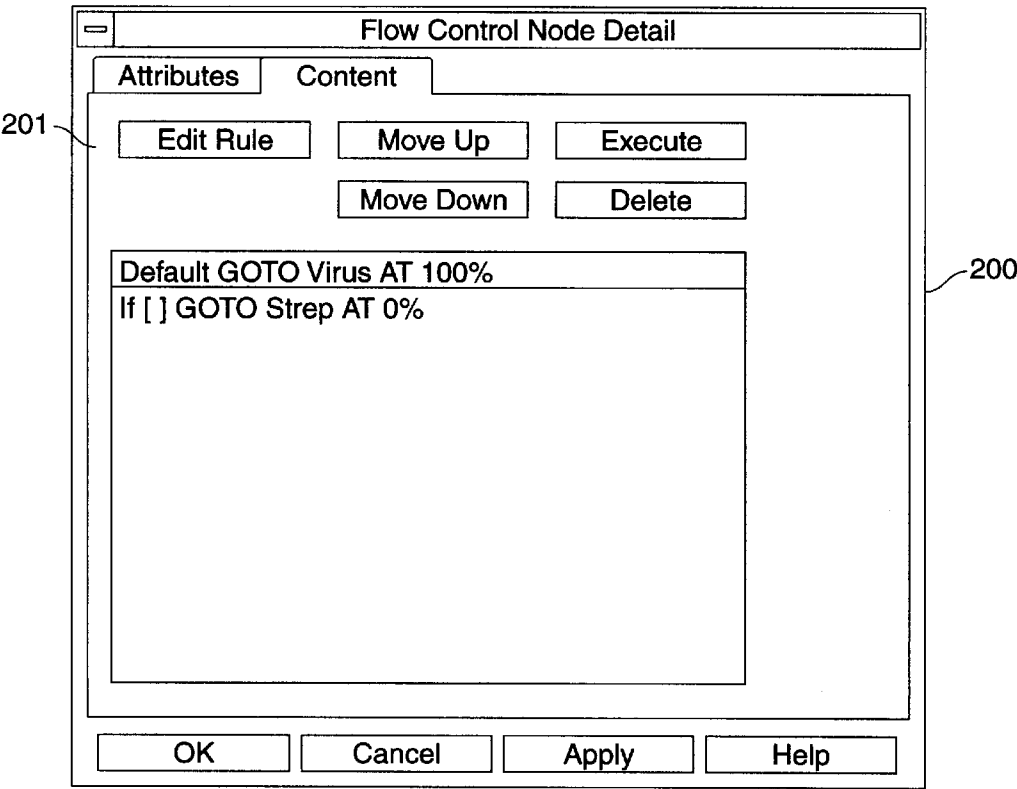 Flow Control Node Detail
Attributes Content
201
Edit Rule Move Up Execute
Move Down Delete
Default GOTO Virus AT 100%
200
If [ ] GOTO Strep AT 0%
OK Cancel Apply Help